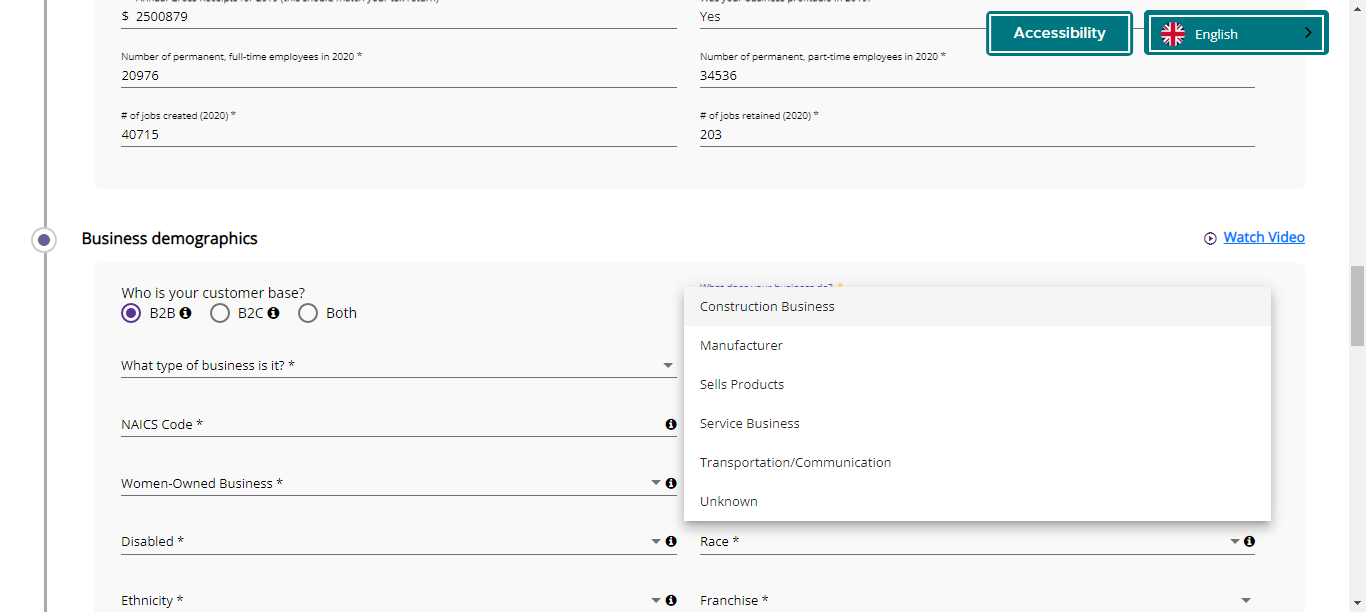 $ 2500879
Yes
Accessibility
English
Number of permanent, full-time employees in 2020 *
20976
Number of permanent, part-time employees in 2020 *
34536
# of jobs created (2020) *
40715
# of jobs retained (2020) *
203
Business demographics
Watch Video
Who is your customer base?
B2B
B2C
Both
What does your business do? *
Construction Business
Manufacturer
Sells Products
Service Business
Transportation/Communication
Unknown
What type of business is it? *
NAICS Code *
Women-Owned Business *
Disabled *
Race *
Ethnicity *
Franchise *